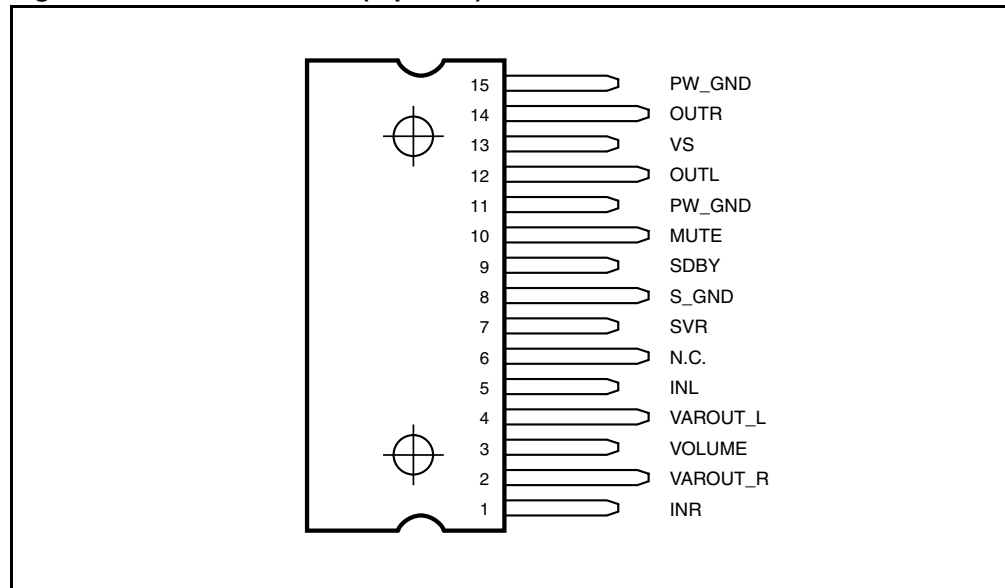 15 PW_GND
14 OUTR
13 VS
12 OUTL
11 PW_GND
10 MUTE
9 SDBY
8 S_GND
7 SVR
6 N.C.
5 INL
4 VAROUT_L
3 VOLUME
2 VAROUT_R
1 INR